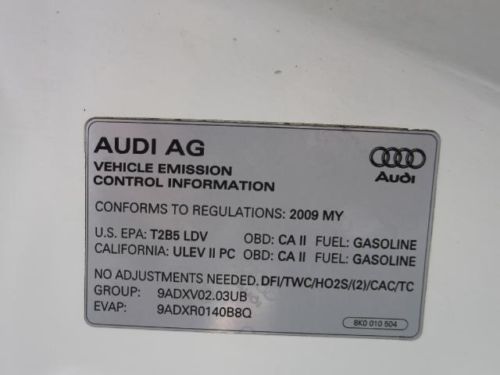 AUDI AG
VEHICLE EMISSION
CONTROL INFORMATION
Audi
CONFORMS TO REGULATIONS: 2009 MY
U.S. EPA: T2B5 LDV OBD: CA II FUEL: GASOLINE
CALIFORNIA: ULEV II PC OBD: CA II FUEL: GASOLINE
NO ADJUSTMENTS NEEDED. DFI/TWC/HO2S/(2)/CAC/TC
GROUP: 9ADXV02.03UB
EVAP: 9ADXR0140B8Q
8K0 010 504